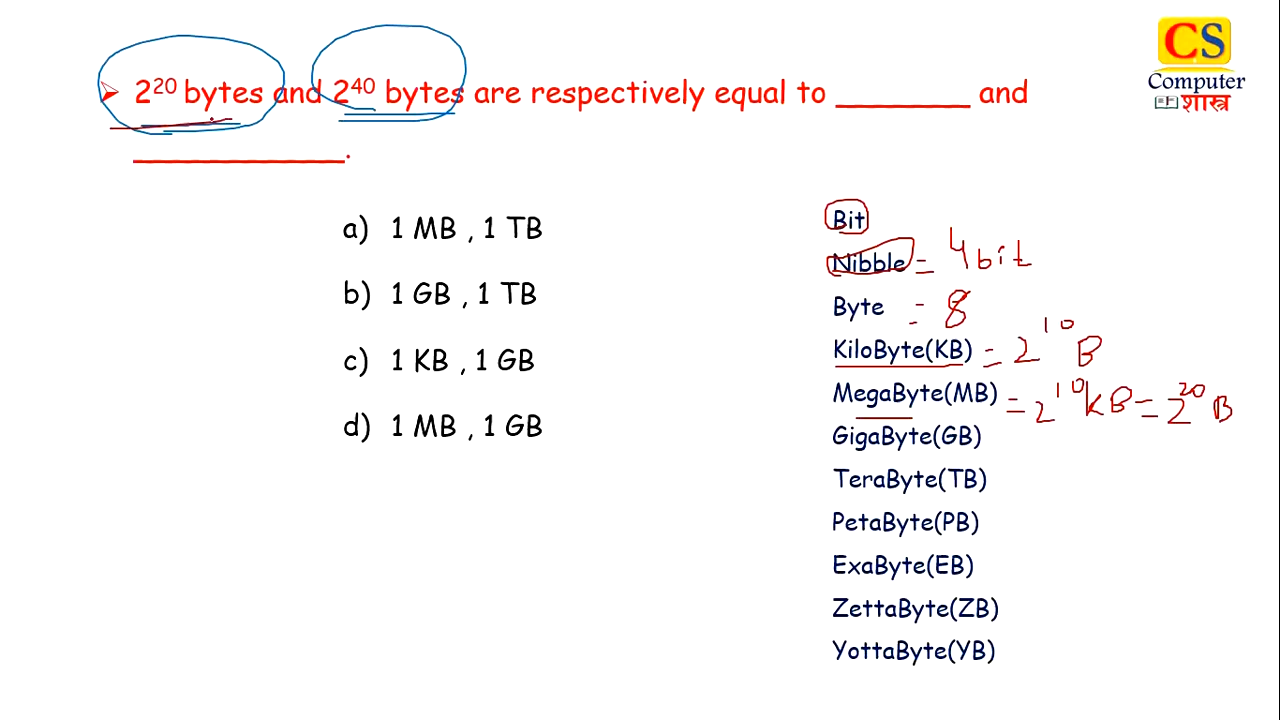 CS
Computer
शास्त्र
➢ 2²⁰ bytes and 2⁴⁰ bytes are respectively equal to ________ and
_____________.
a) 1 MB , 1 TB
b) 1 GB , 1 TB
c) 1 KB , 1 GB
d) 1 MB , 1 GB
Bit
Nibble = 4 bit
Byte = 8
KiloByte(KB) = 2¹⁰ B
MegaByte(MB) = 2¹⁰ KB = 2²⁰ B
GigaByte(GB)
TeraByte(TB)
PetaByte(PB)
ExaByte(EB)
ZettaByte(ZB)
YottaByte(YB)